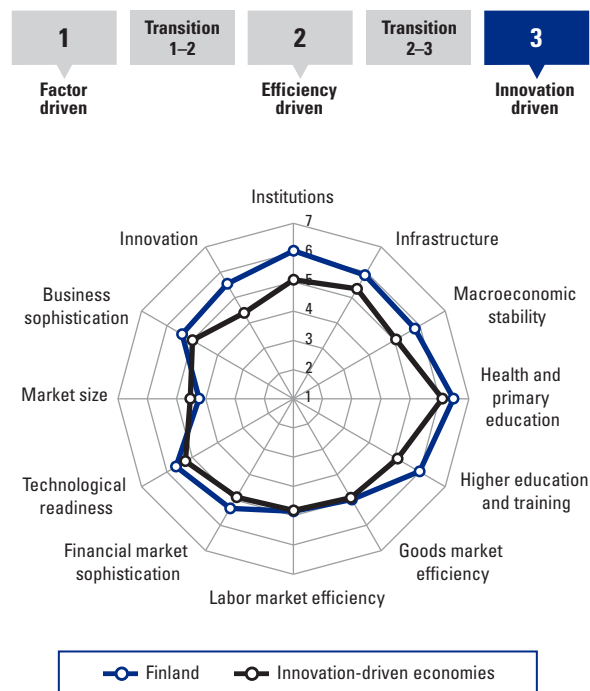 1
Transition
1–2
2
Transition
2–3
3
Factor
driven
Efficiency
driven
Innovation
driven
Institutions
7
Innovation
Infrastructure
6
Business
sophistication
5
Macroeconomic
stability
4
3
2
Market size
1
Health and
primary
education
Technological
readiness
Higher education
and training
Financial market
sophistication
Goods market
efficiency
Labor market efficiency
Finland
Innovation-driven economies